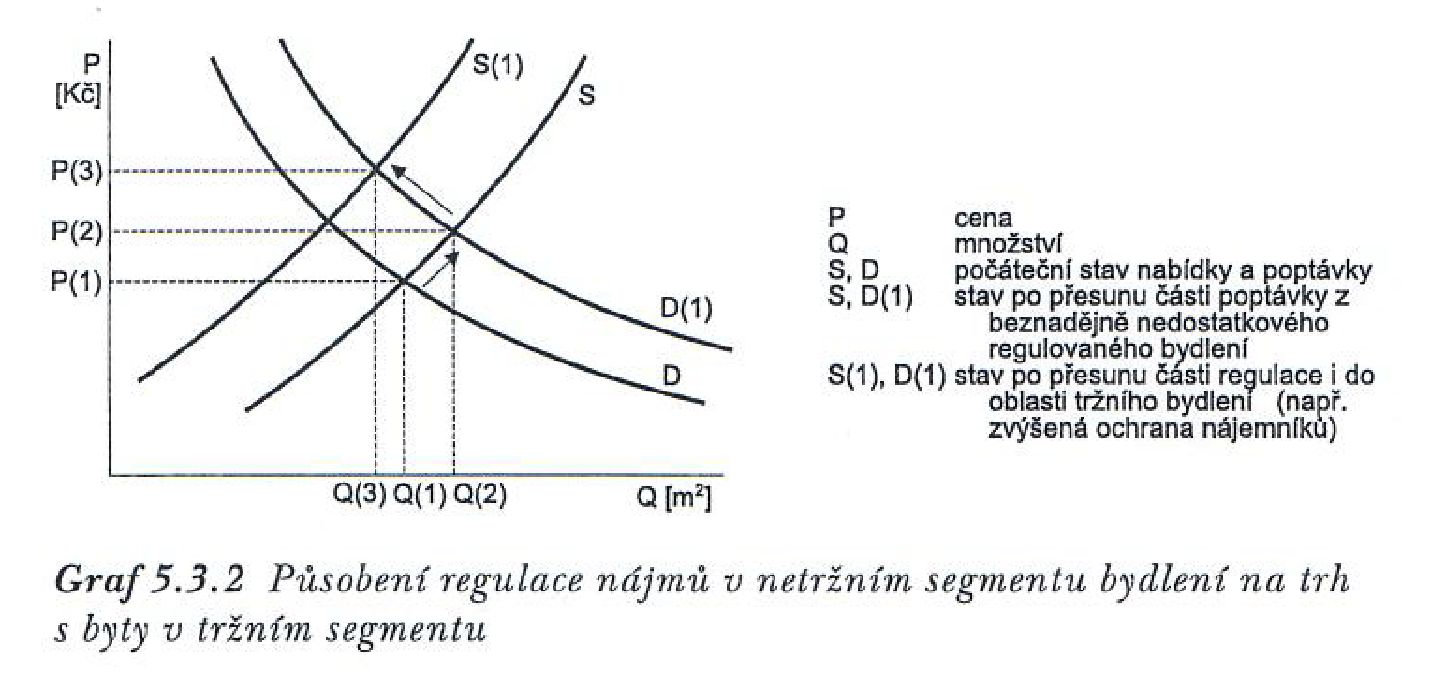 P
[Kč]
S(1)
S
P(3)
P(2)
P(1)
D(1)
D
Q(3) Q(1) Q(2)
Q [m²]
P cena
Q množství
S, D počáteční stav nabídky a poptávky
S, D(1) stav po přesunu části poptávky z
beznadějně nedostatkového
regulovaného bydlení
S(1), D(1) stav po přesunu části regulace i do
oblasti tržního bydlení (např.
zvýšená ochrana nájemníků)
Graf 5.3.2 Působení regulace nájmů v netržním segmentu bydlení na trh
s byty v tržním segmentu